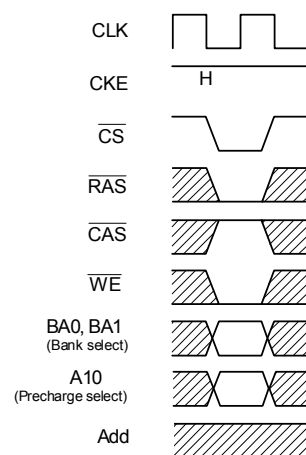 CLK
CKE
H
CS
RAS
CAS
WE
BA0, BA1
(Bank select)
A10
(Precharge select)
Add